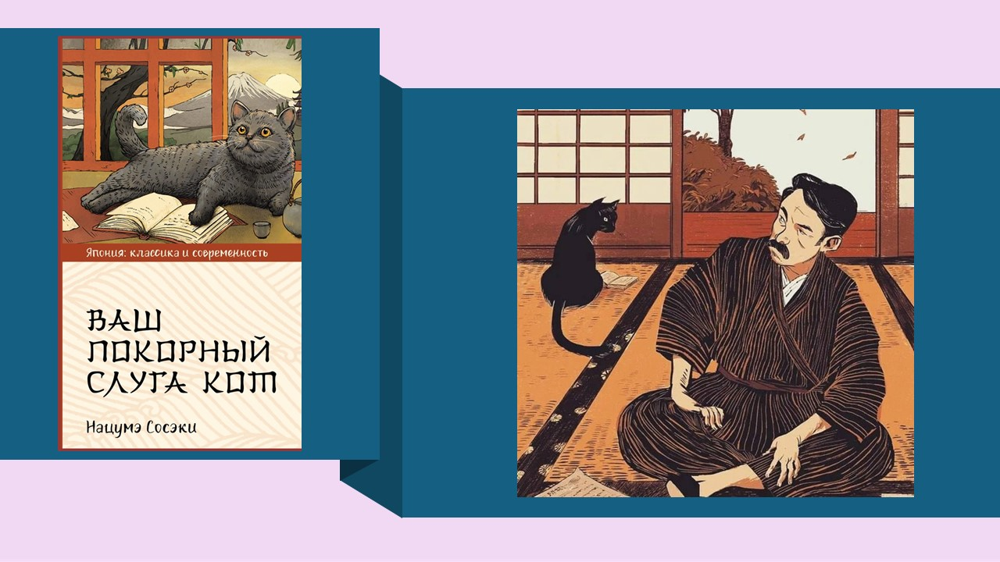 Япония: классика и современность
ВАШ
ПОКОРНЫЙ
СЛУГА КОТ
Нацумэ Сосэки